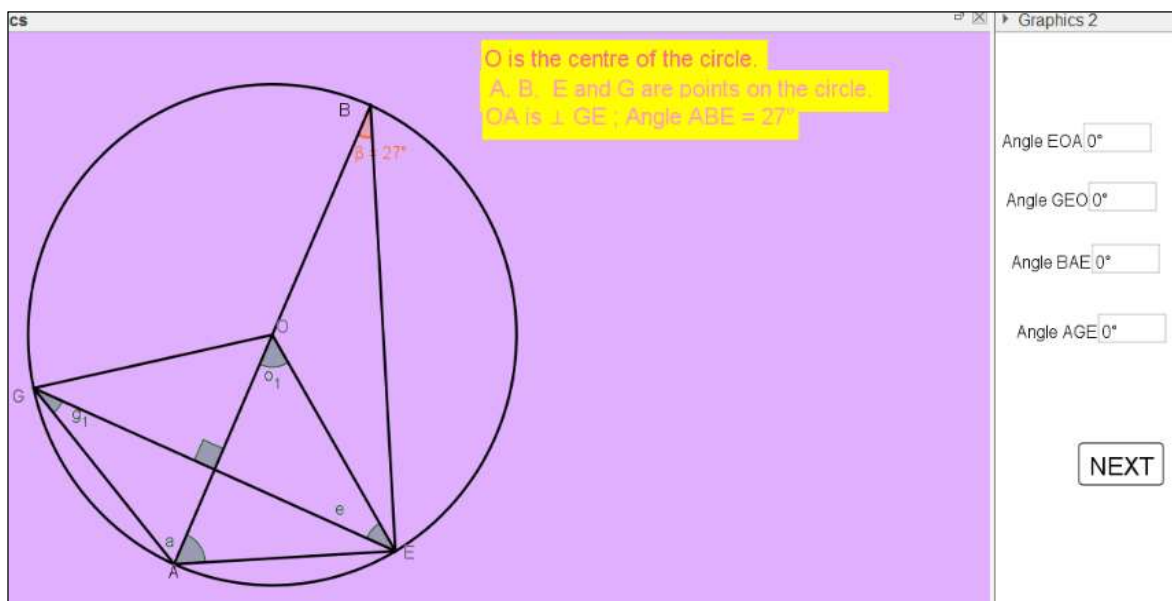 cs
Graphics 2
O is the centre of the circle.
A, B, E and G are points on the circle.
OA is ⊥ GE ; Angle ABE = 27°
B
β = 27°
Angle EOA 0°
Angle GEO 0°
Angle BAE 0°
Angle AGE 0°
O
o₁
G
g₁
e
a
E
A
NEXT